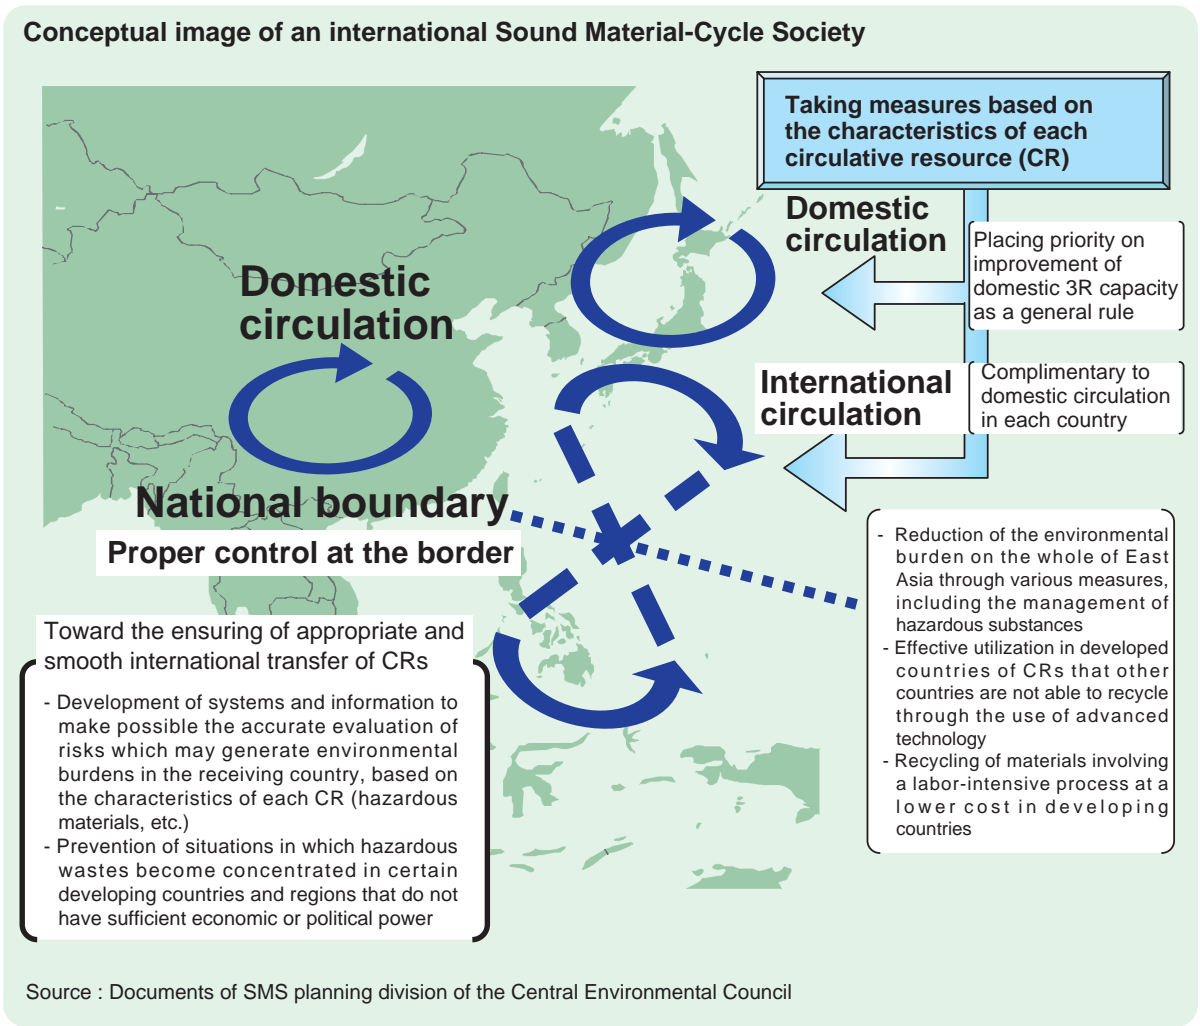 Conceptual image of an international Sound Material-Cycle Society
Taking measures based on
the characteristics of each
circulative resource (CR)
Domestic
circulation
Placing priority on
improvement of
domestic 3R capacity
as a general rule
Domestic
circulation
International
circulation
Complimentary to
domestic circulation
in each country
National boundary
Proper control at the border
- Reduction of the environmental
burden on the whole of East
Asia through various measures,
including the management of
hazardous substances
- Effective utilization in developed
countries of CRs that other
countries are not able to recycle
through the use of advanced
technology
- Recycling of materials involving
a labor-intensive process at a
lower cost in developing
countries
Toward the ensuring of appropriate and
smooth international transfer of CRs
- Development of systems and information to
make possible the accurate evaluation of
risks which may generate environmental
burdens in the receiving country, based on
the characteristics of each CR (hazardous
materials, etc.)
- Prevention of situations in which hazardous
wastes become concentrated in certain
developing countries and regions that do not
have sufficient economic or political power
Source : Documents of SMS planning division of the Central Environmental Council